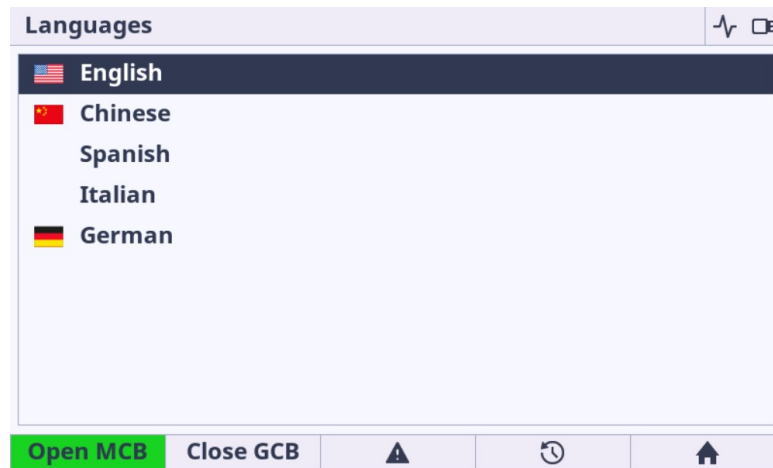 Languages
English
Chinese
Spanish
Italian
German
Open MCB Close GCB